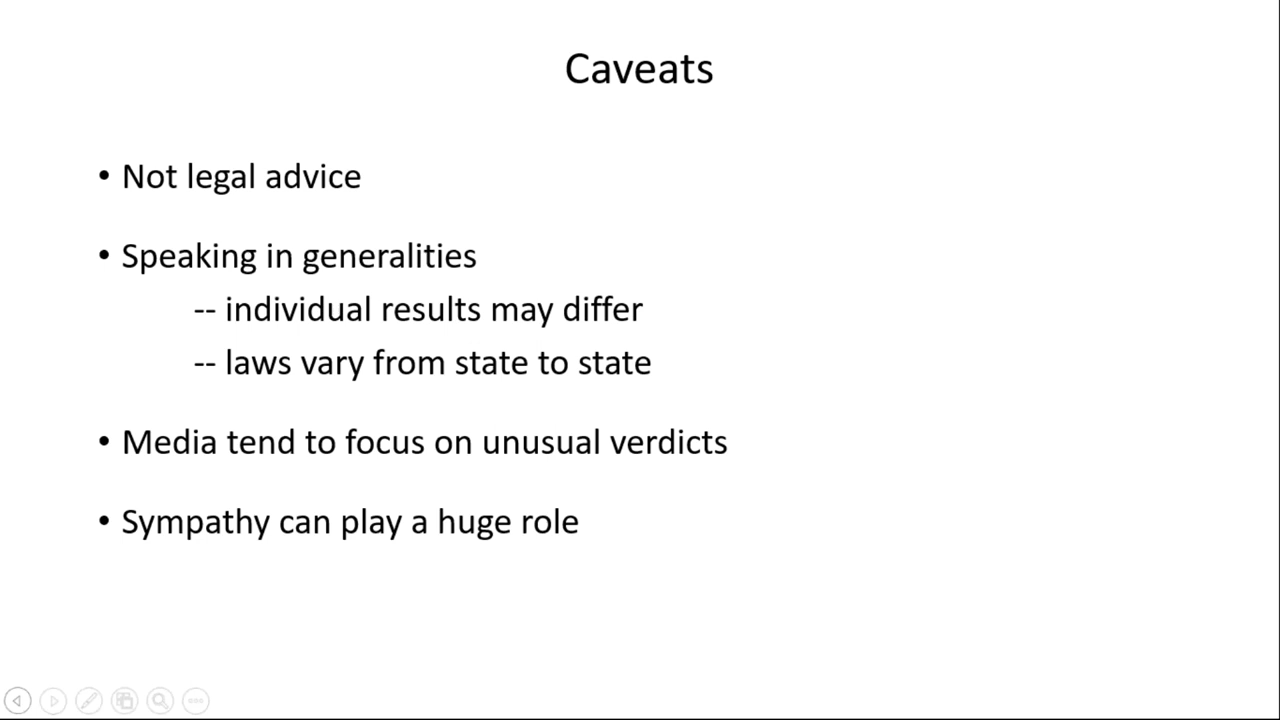 Caveats
• Not legal advice
• Speaking in generalities
-- individual results may differ
-- laws vary from state to state
• Media tend to focus on unusual verdicts
• Sympathy can play a huge role